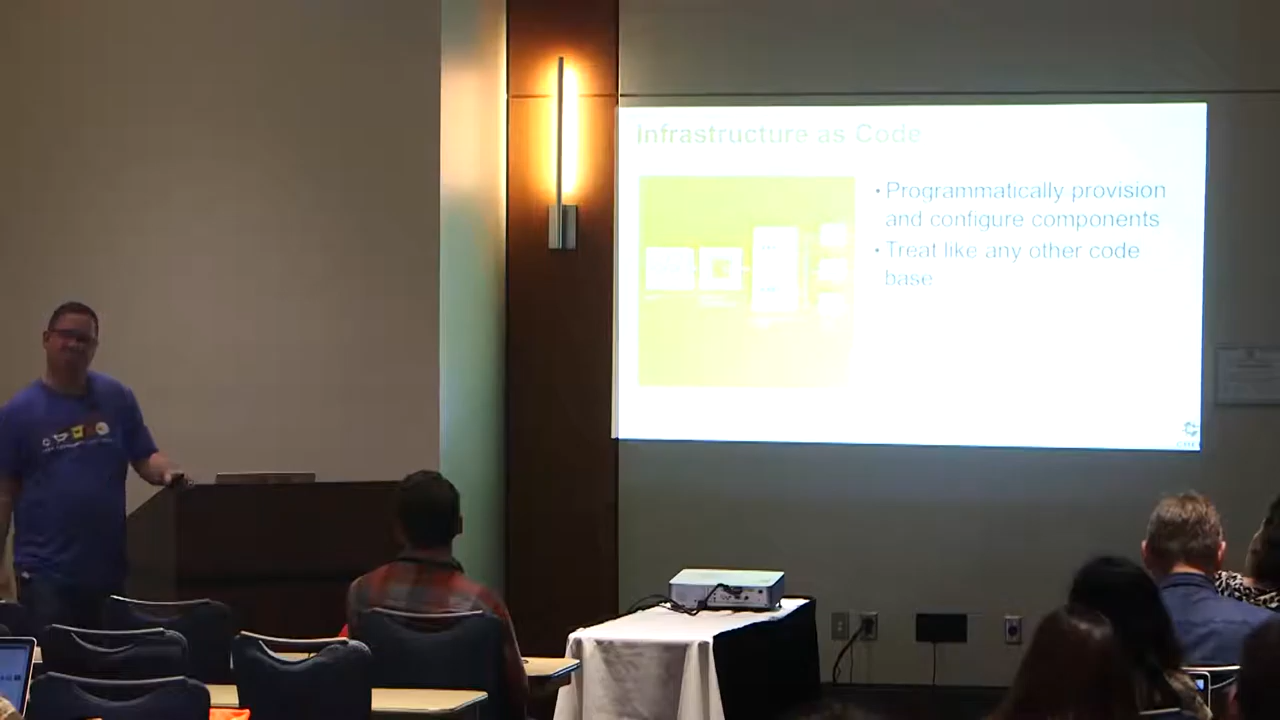 Infrastructure as Code
• Programmatically provision
and configure components
• Treat like any other code
base